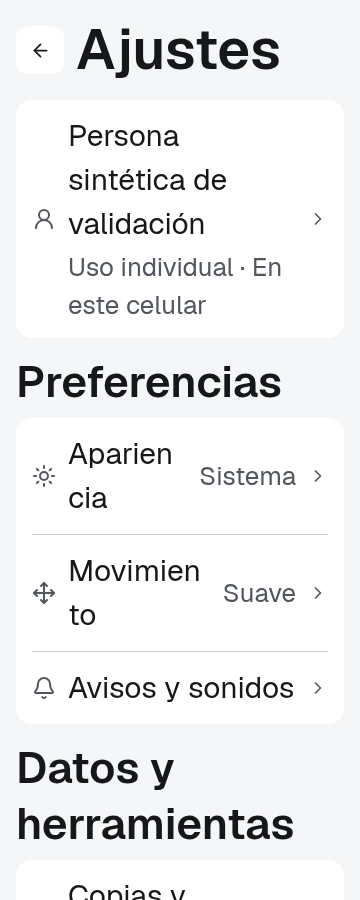 Ajustes
Persona
sintética de
validación
Uso individual · En
este celular
Preferencias
Aparien
cia
Sistema
Movimien
to
Suave
Avisos y sonidos
Datos y
herramientas
Copias y